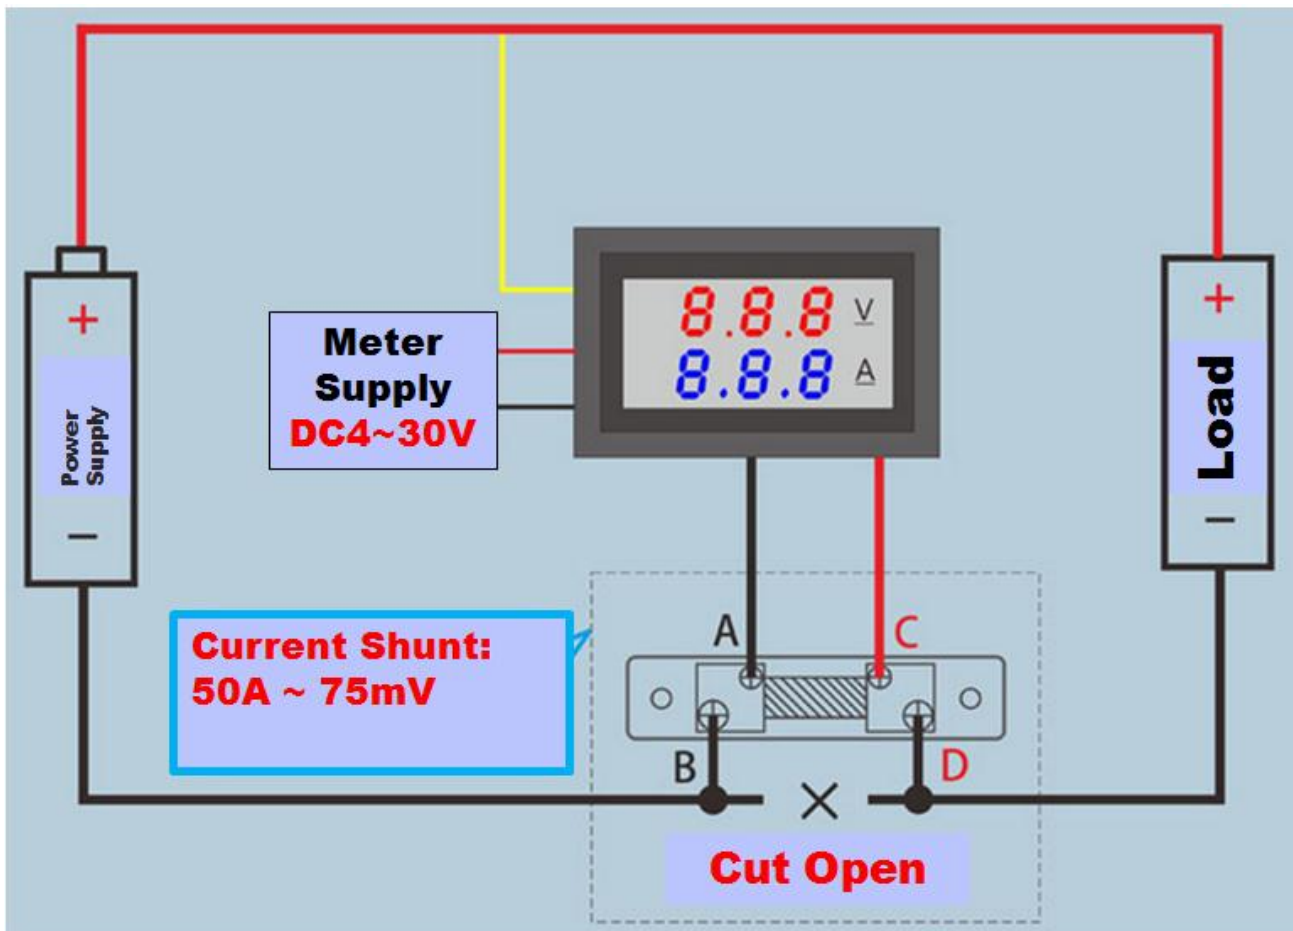 +
Power
Supply
−
Meter
Supply
DC4~30V
8.8.8 V
8.8.8 A
+
Load
−
Current Shunt:
50A ~ 75mV
A
C
B
D
Cut Open